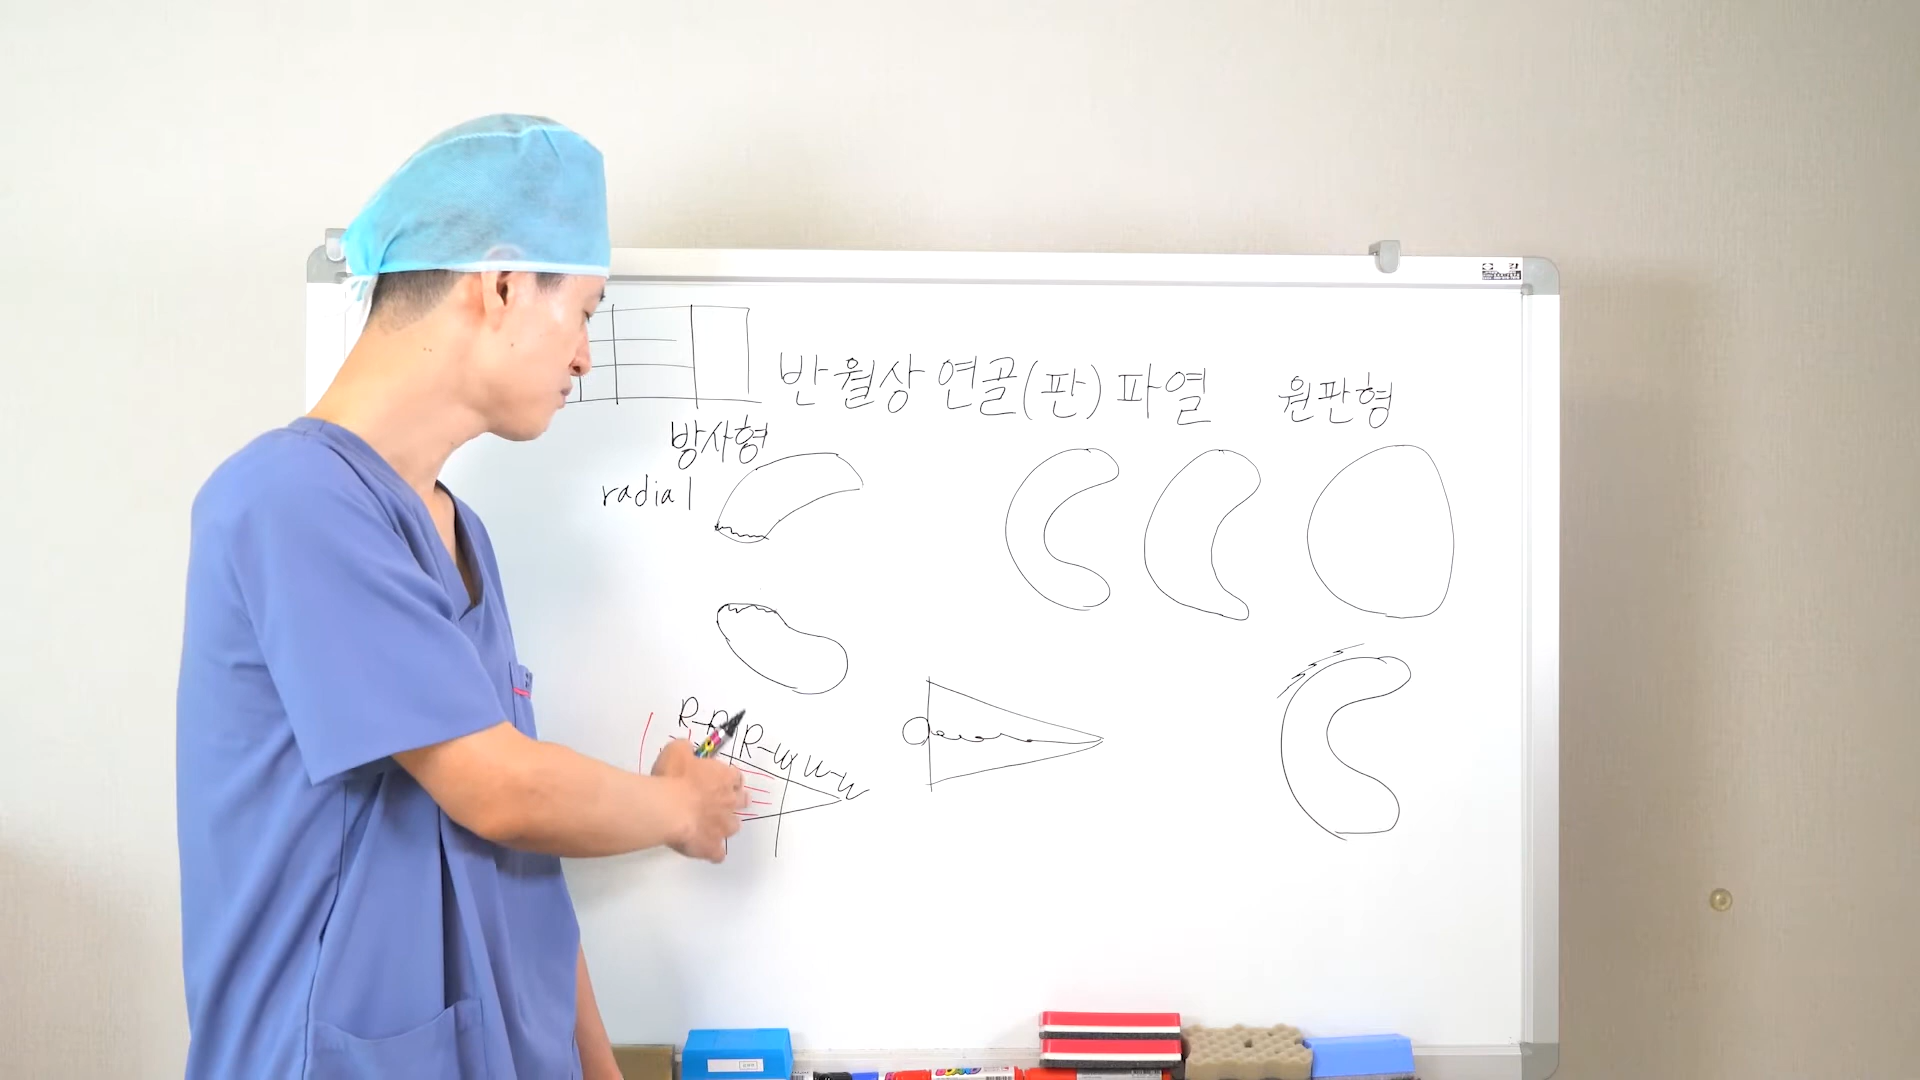 반월상 연골(판) 파열
원판형
방사형
radial
R-R
R-W
W-W